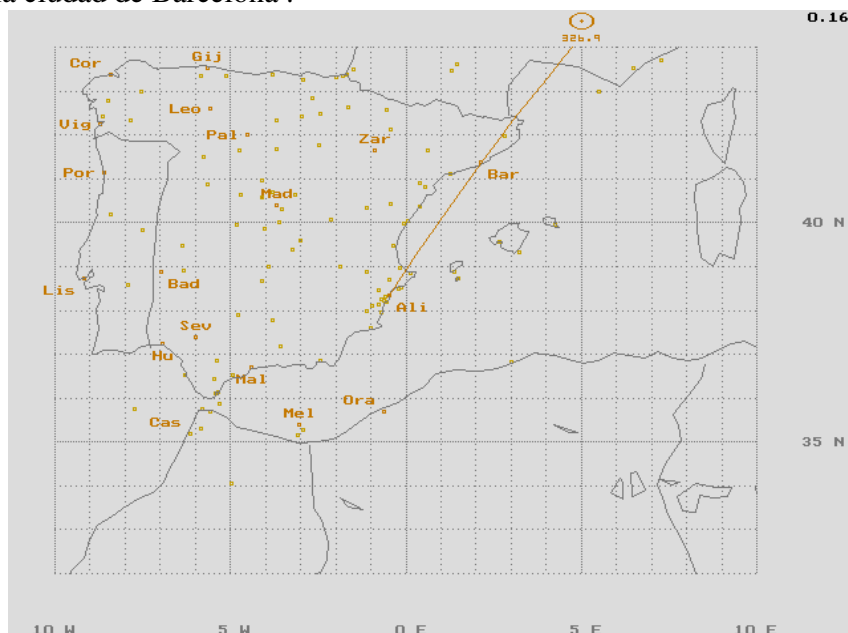 la ciudad de Barcelona .
0.16
326.9
Gij
Cor
Leo
Vig
Pal
Zar
Por
Bar
Mad
40 N
Bad
Lis
Ali
Sev
Hu
Mal
Ora
Mel
Cas
35 N
10 W
5 W
0 E
5 E
10 E